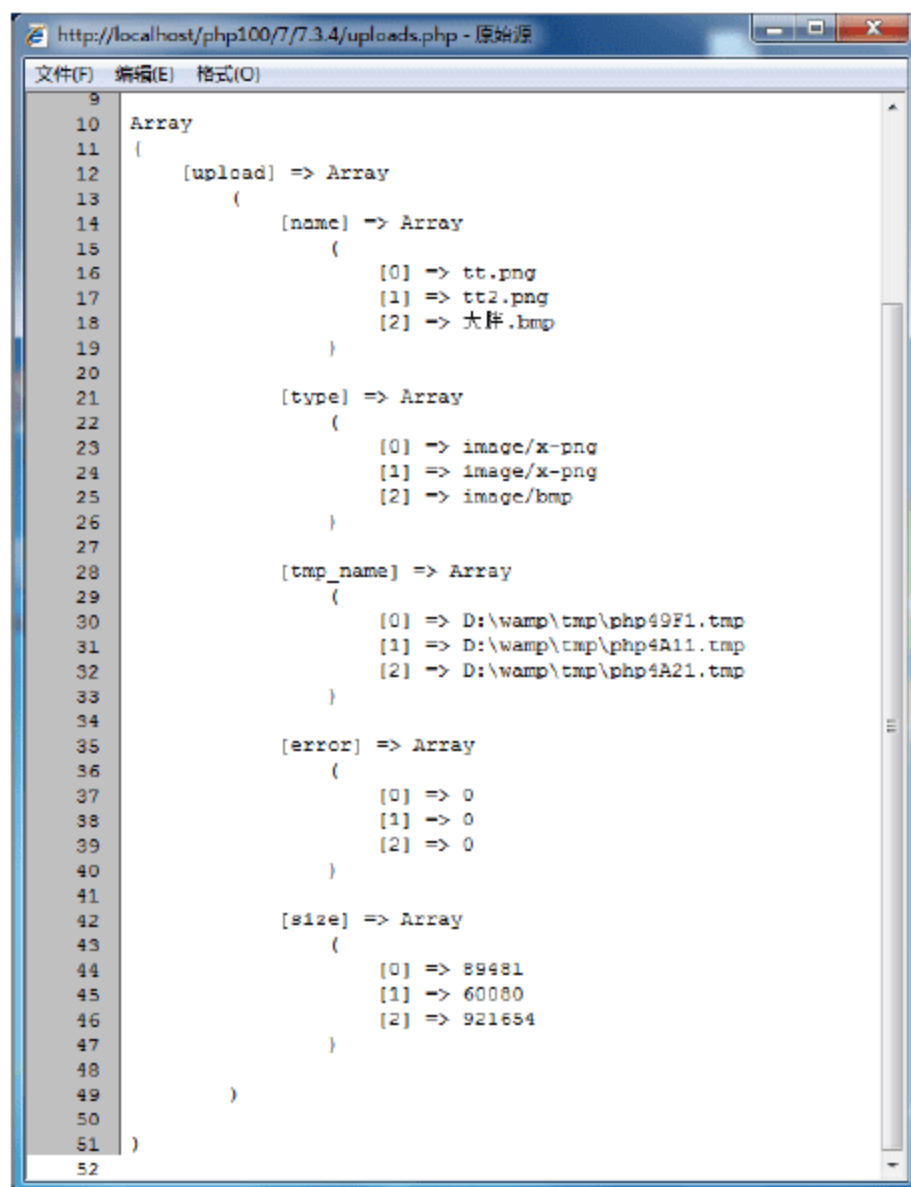 http://localhost/php100/7/7.3.4/uploads.php - 原始源
文件(F) 编辑(E) 格式(O)
9
10 Array
11 (
12 [upload] => Array
13 (
14 [name] => Array
15 (
16 [0] => tt.png
17 [1] => tt2.png
18 [2] => 大胖.bmp
19 )
20
21 [type] => Array
22 (
23 [0] => image/x-png
24 [1] => image/x-png
25 [2] => image/bmp
26 )
27
28 [tmp_name] => Array
29 (
30 [0] => D:\wamp\tmp\php49F1.tmp
31 [1] => D:\wamp\tmp\php4A11.tmp
32 [2] => D:\wamp\tmp\php4A21.tmp
33 )
34
35 [error] => Array
36 (
37 [0] => 0
38 [1] => 0
39 [2] => 0
40 )
41
42 [size] => Array
43 (
44 [0] => 89481
45 [1] => 60080
46 [2] => 921654
47 )
48
49 )
50
51 )
52